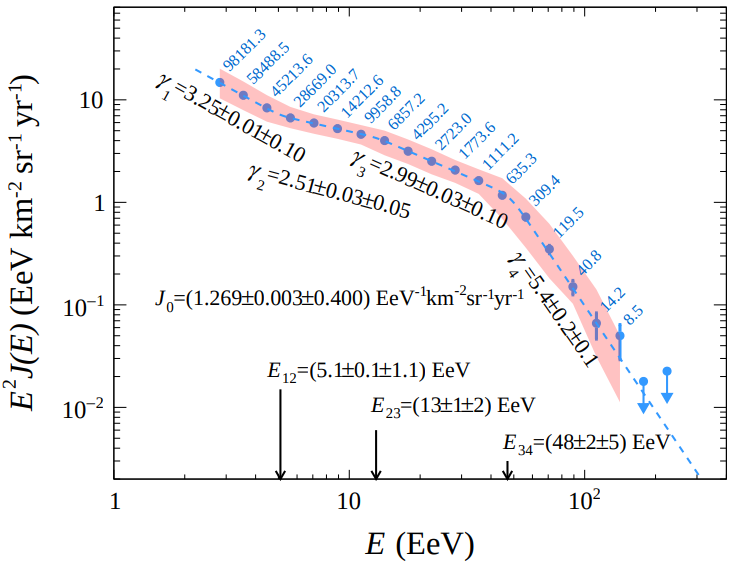 98181.3
58488.5
45213.6
28669.0
20313.7
14212.6
9958.8
6857.2
4295.2
2723.0
1773.6
1111.2
635.3
309.4
119.5
40.8
14.2
8.5
γ1=3.25±0.01±0.10
γ2=2.51±0.03±0.05
γ3=2.99±0.03±0.10
γ4=5.4±0.2±0.1
J0=(1.269±0.003±0.400) EeV⁻¹km⁻²sr⁻¹yr⁻¹
E12=(5.1±0.1±1.1) EeV
E23=(13±1±2) EeV
E34=(48±2±5) EeV
E² J(E) (EeV km⁻² sr⁻¹ yr⁻¹)
10
1
10⁻¹
10⁻²
1 10 10²
E (EeV)